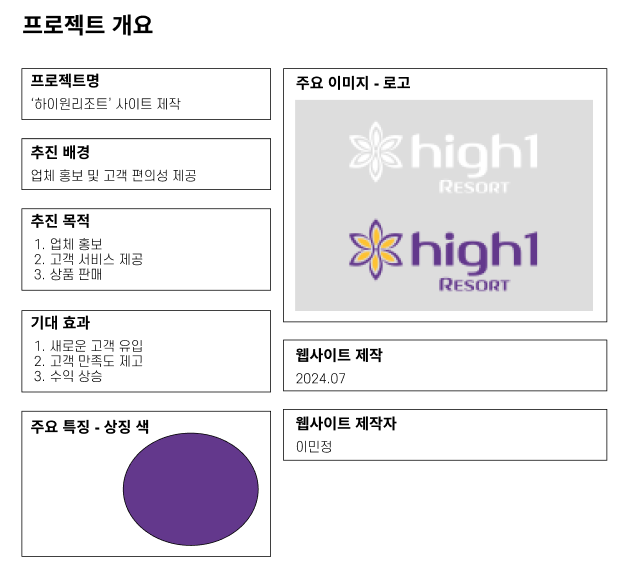 프로젝트 개요
프로젝트명
‘하이원리조트’ 사이트 제작
추진 배경
업체 홍보 및 고객 편의성 제공
추진 목적
1. 업체 홍보
2. 고객 서비스 제공
3. 상품 판매
기대 효과
1. 새로운 고객 유입
2. 고객 만족도 제고
3. 수익 상승
주요 특징 - 상징 색
주요 이미지 - 로고
high1
RESORT
high1
RESORT
웹사이트 제작
2024.07
웹사이트 제작자
이민정